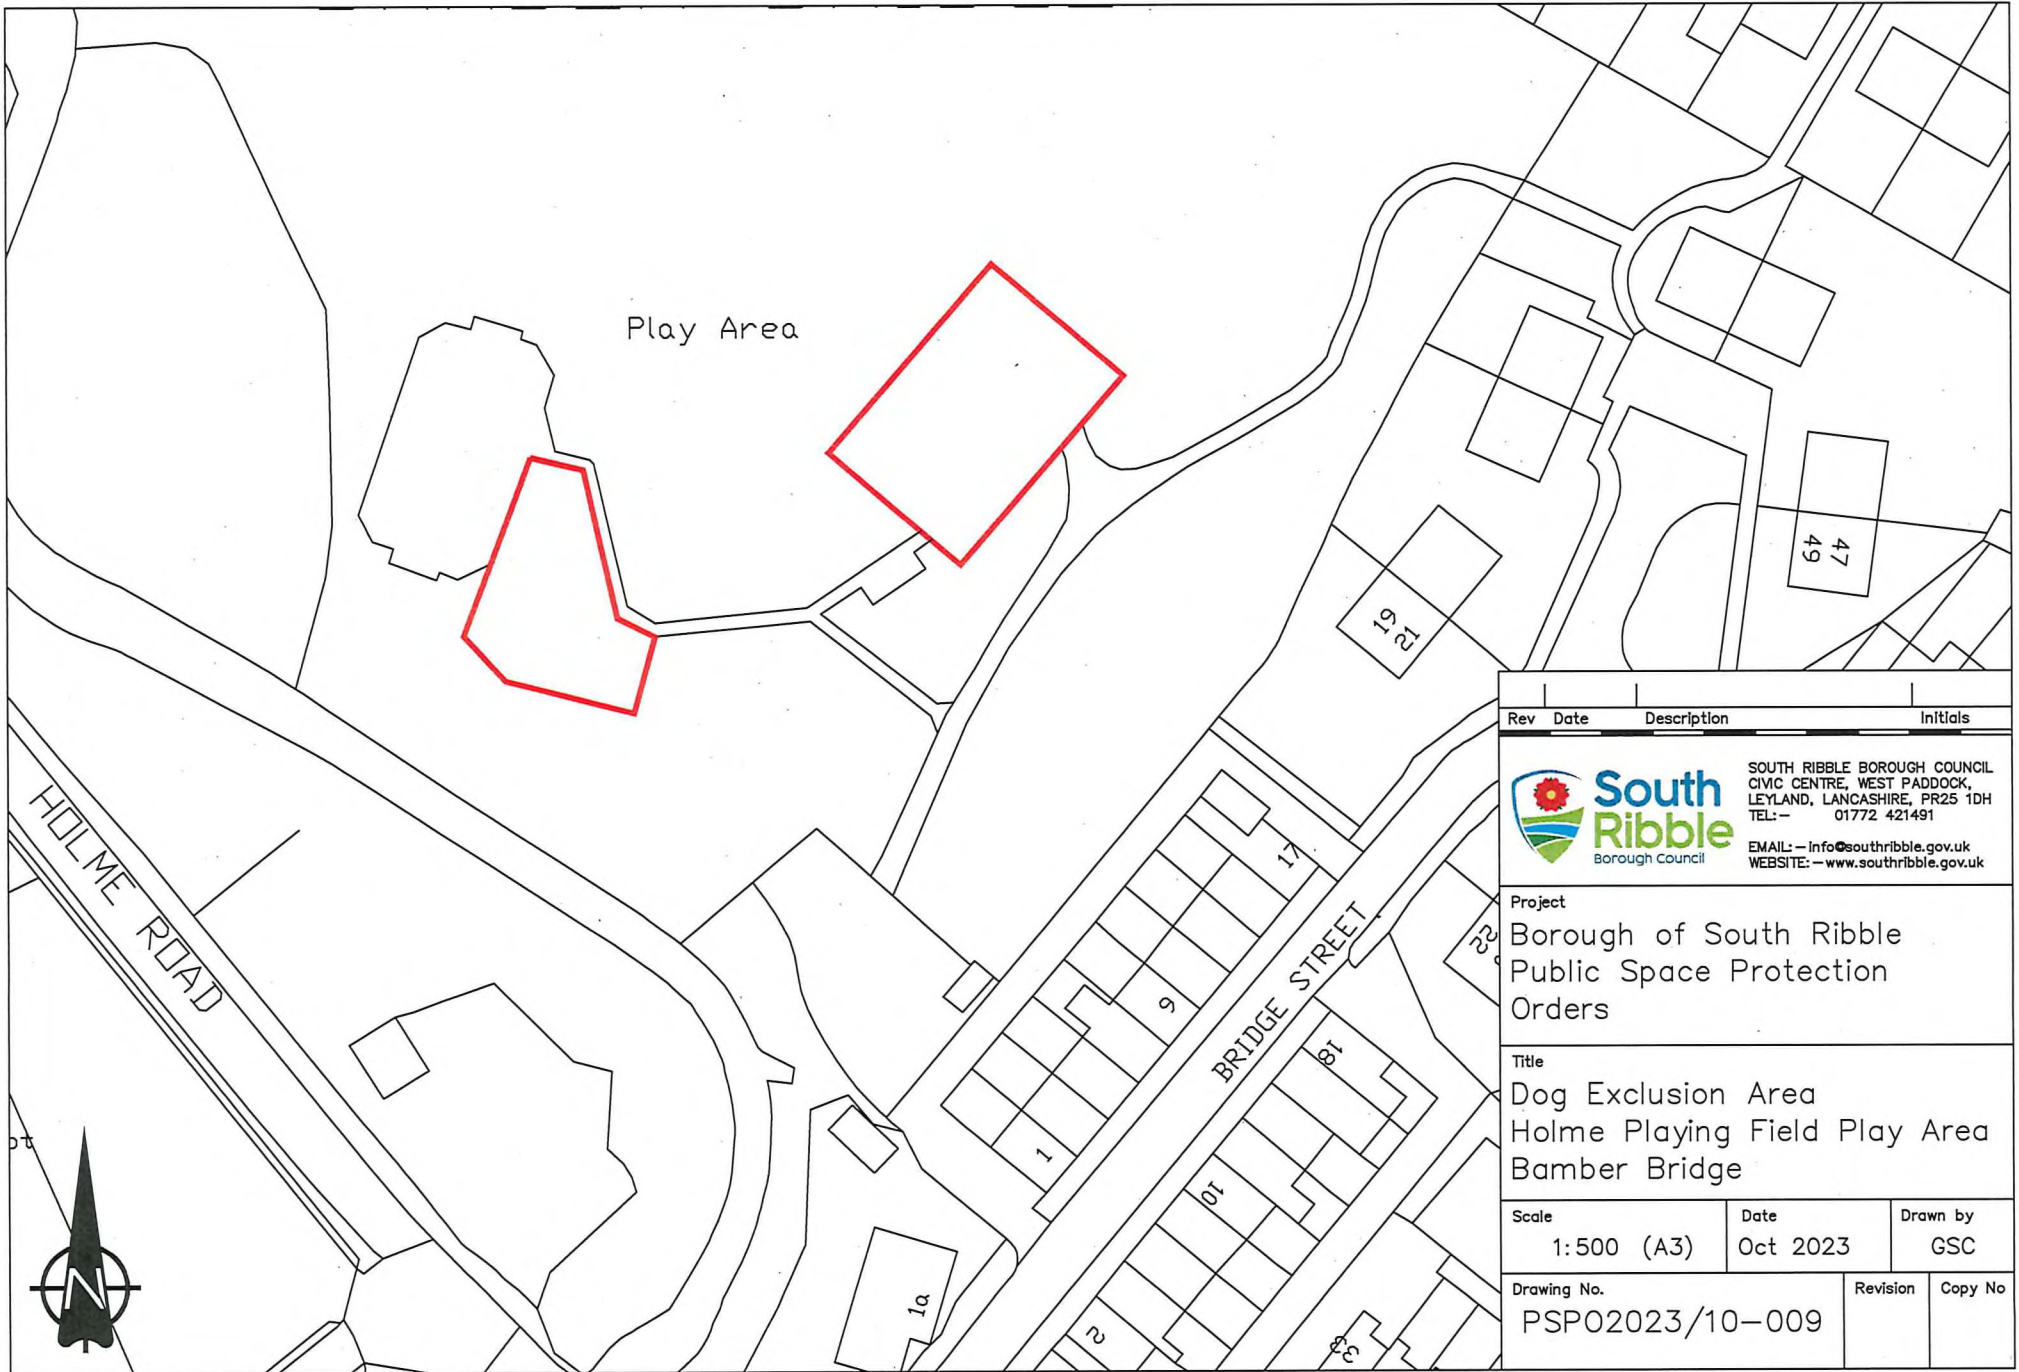 Play Area
47
49
19
21
Rev Date Description Initials
South
Ribble
Borough Council
SOUTH RIBBLE BOROUGH COUNCIL
CIVIC CENTRE, WEST PADDOCK,
LEYLAND, LANCASHIRE, PR25 1DH
TEL:- 01772 421491
EMAIL:-info@southribble.gov.uk
WEBSITE:-www.southribble.gov.uk
HOLME ROAD
17
BRIDGE STREET
22
9
18
1
10
1a
2
33
N
Project
Borough of South Ribble
Public Space Protection
Orders
Title
Dog Exclusion Area
Holme Playing Field Play Area
Bamber Bridge
Scale Date Drawn by
1:500 (A3) Oct 2023 GSC
Drawing No. Revision Copy No
PSPO2023/10-009